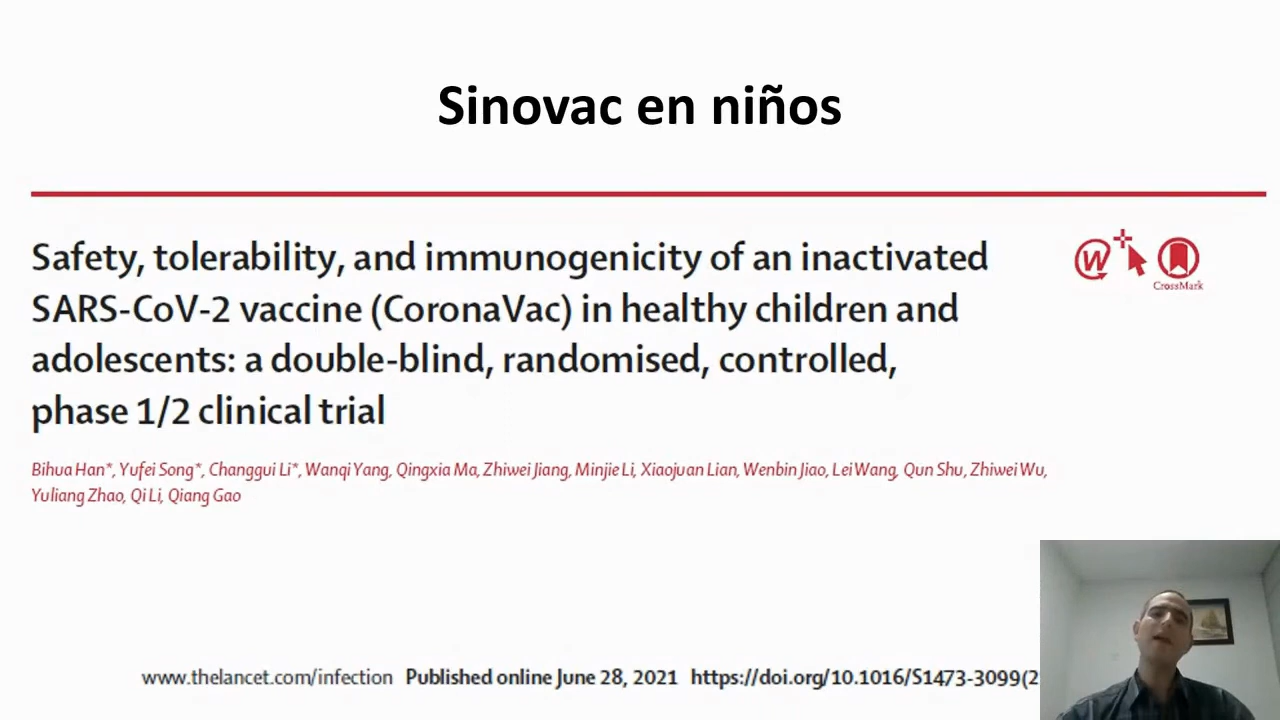 Sinovac en niños
Safety, tolerability, and immunogenicity of an inactivated
SARS-CoV-2 vaccine (CoronaVac) in healthy children and
adolescents: a double-blind, randomised, controlled,
phase 1/2 clinical trial
W
CrossMark
Bihua Han*, Yufei Song*, Changgui Li*, Wanqi Yang, Qingxia Ma, Zhiwei Jiang, Minjie Li, Xiaojuan Lian, Wenbin Jiao, Lei Wang, Qun Shu, Zhiwei Wu,
Yuliang Zhao, Qi Li, Qiang Gao
www.thelancet.com/infection Published online June 28, 2021 https://doi.org/10.1016/S1473-3099(2